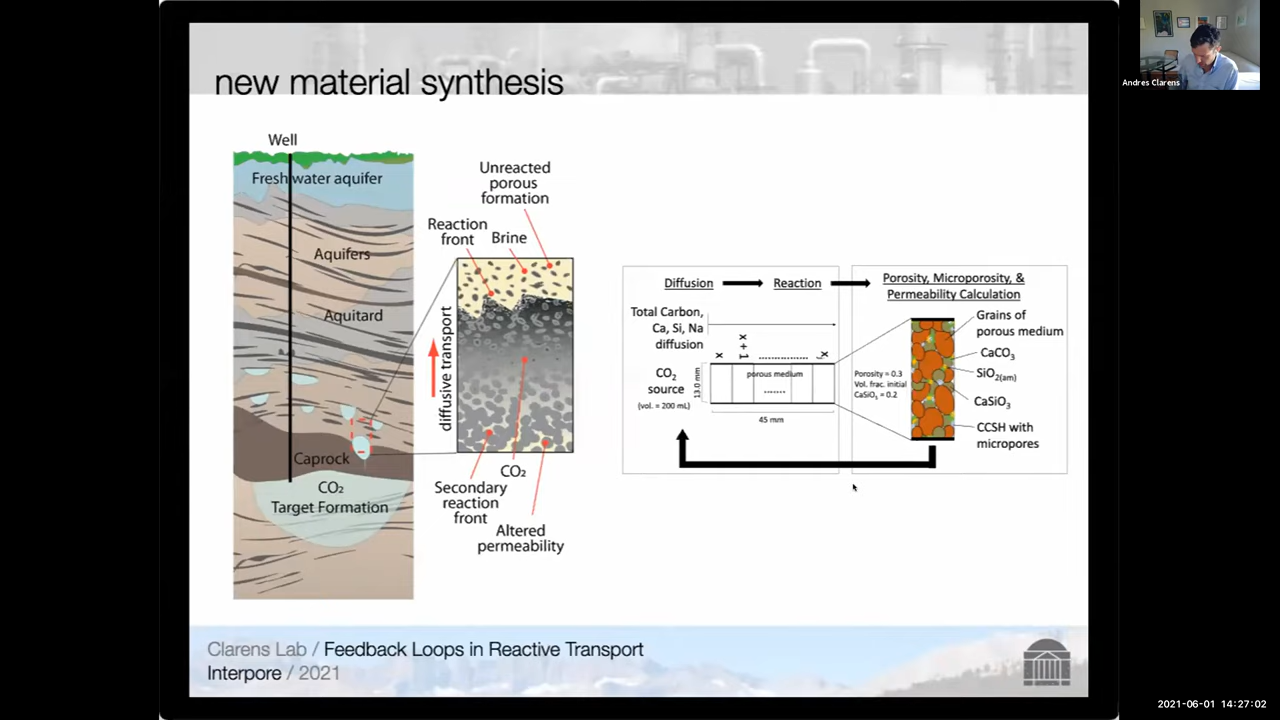 new material synthesis
Well
Freshwater aquifer
Aquifers
Aquitard
Caprock
CO₂
Target Formation
Unreacted
porous
formation
Reaction
front
Brine
diffusive transport
CO₂
Secondary
reaction
front
Altered
permeability
Diffusion
Reaction
Total Carbon,
Ca, Si, Na
diffusion
x
x + 1
x
CO₂
source
(vol. = 200 mL)
13.0 mm
porous medium
45 mm
Porosity, Microporosity, &
Permeability Calculation
Porosity = 0.3
Vol. frac. initial
CaSiO₃ = 0.2
Grains of
porous medium
CaCO₃
SiO₂(am)
CaSiO₃
CCSH with
micropores
Clarens Lab / Feedback Loops in Reactive Transport
Interpore / 2021
Andres Clarens
2021-06-01 14:27:02